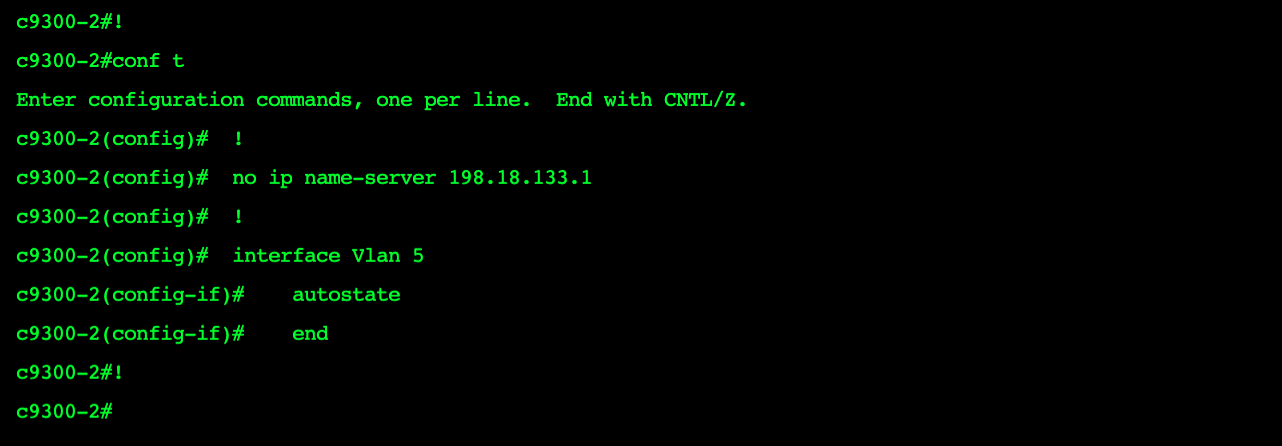 c9300-2#!
c9300-2#conf t
Enter configuration commands, one per line.  End with CNTL/Z.
c9300-2(config)#  !
c9300-2(config)#  no ip name-server 198.18.133.1
c9300-2(config)#  !
c9300-2(config)#  interface Vlan 5
c9300-2(config-if)#    autostate
c9300-2(config-if)#    end
c9300-2#!
c9300-2#